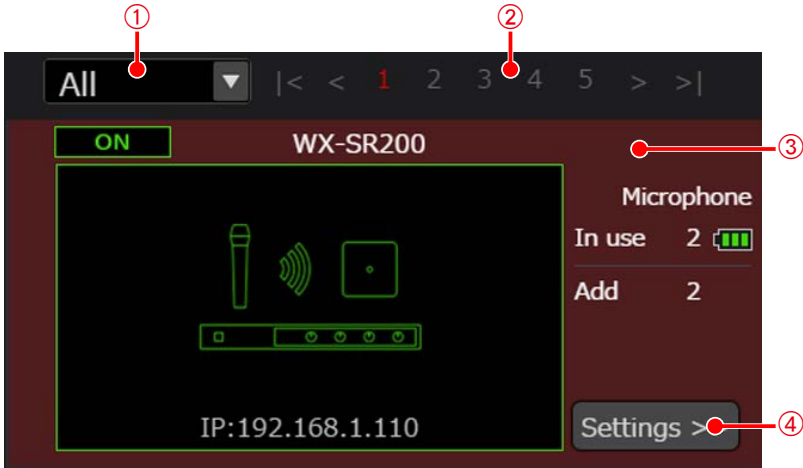 ① ②
All |< < 1 2 3 4 5 > >|
ON WX-SR200 ③
Microphone
In use 2
Add 2
IP:192.168.1.110
Settings > ④